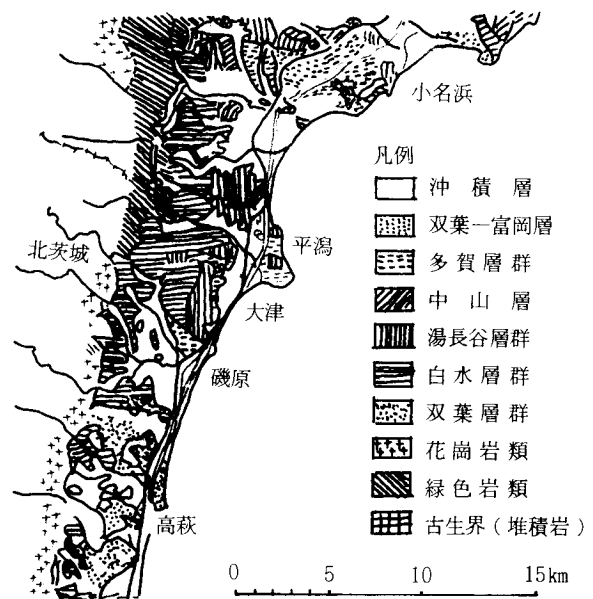 小名浜
凡例
沖積層
双葉ー富岡層
北茨城
平潟
多賀層群
中山層
大津
湯長谷層群
磯原
白水層群
双葉層群
花崗岩類
緑色岩類
高萩
古生界(堆積岩)
0 5 10 15km